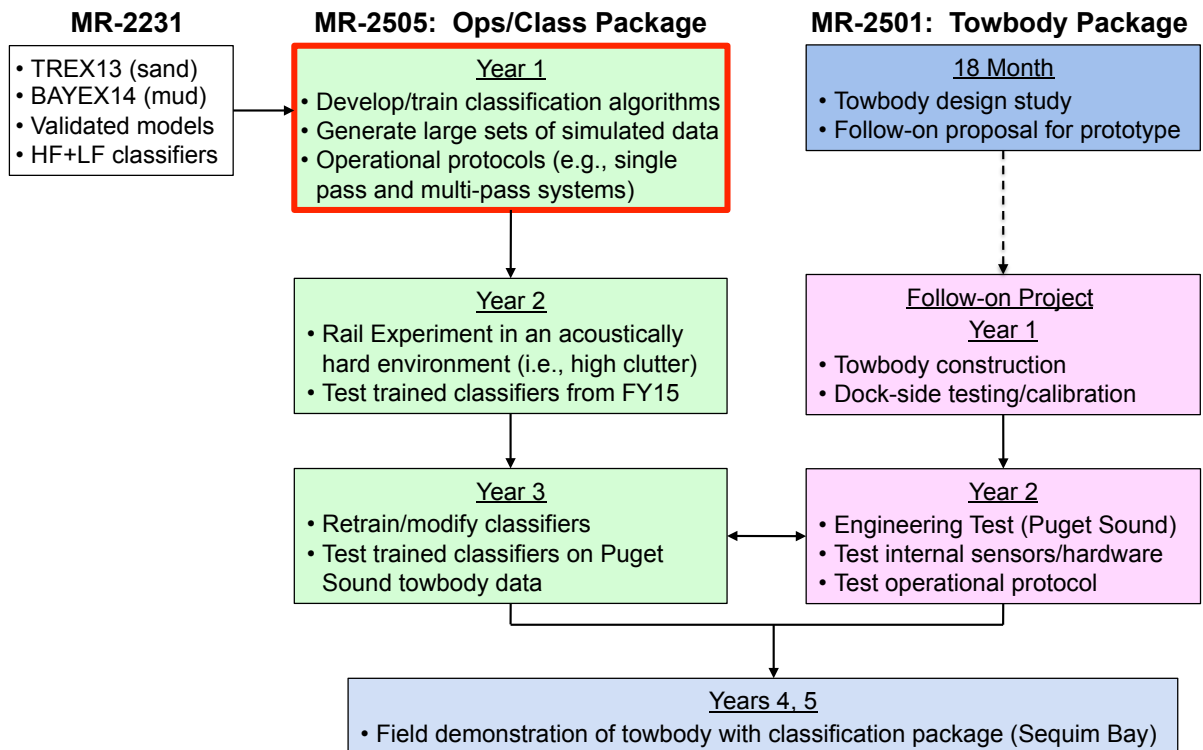 MR-2231
• TREX13 (sand)
• BAYEX14 (mud)
• Validated models
• HF+LF classifiers
MR-2505: Ops/Class Package
Year 1
• Develop/train classification algorithms
• Generate large sets of simulated data
• Operational protocols (e.g., single
pass and multi-pass systems)
Year 2
• Rail Experiment in an acoustically
hard environment (i.e., high clutter)
• Test trained classifiers from FY15
Year 3
• Retrain/modify classifiers
• Test trained classifiers on Puget
Sound towbody data
MR-2501: Towbody Package
18 Month
• Towbody design study
• Follow-on proposal for prototype
Follow-on Project
Year 1
• Towbody construction
• Dock-side testing/calibration
Year 2
• Engineering Test (Puget Sound)
• Test internal sensors/hardware
• Test operational protocol
Years 4, 5
• Field demonstration of towbody with classification package (Sequim Bay)